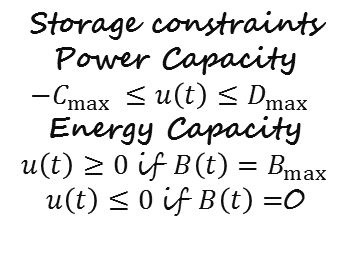 Storage constraints
Power Capacity
−C_max ≤ u(t) ≤ D_max
Energy Capacity
u(t) ≥ 0 if B(t) = B_max
u(t) ≤ 0 if B(t) =0